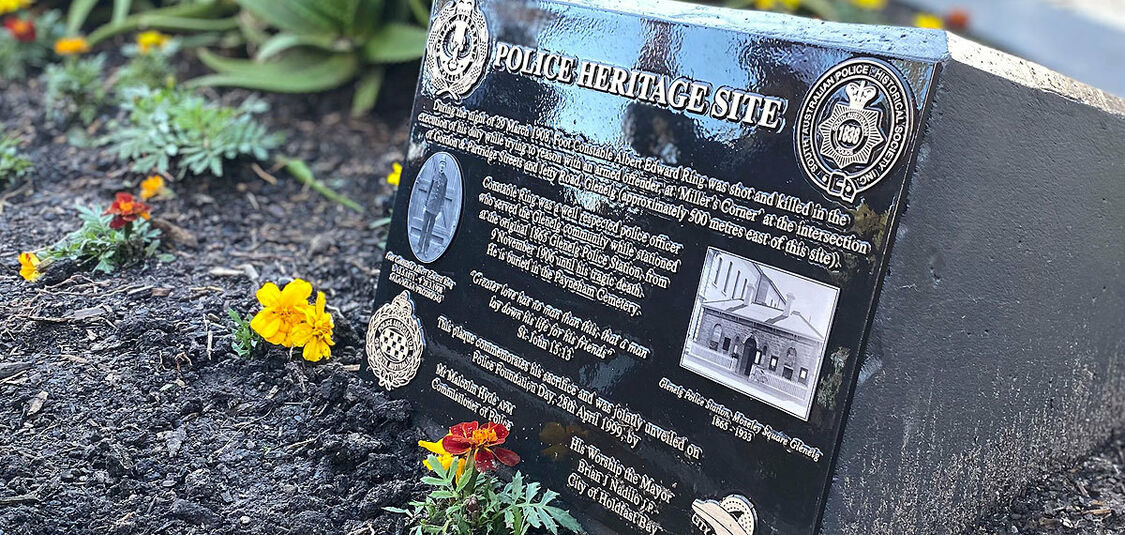 POLICE HERITAGE SITE
During the night of 29 March 1908, Foot Constable Albert Edward Ring was shot and killed in the
execution of his duty while trying to reason with an armed offender, at 'Miller's Corner' at the intersection
of Gordon & Partridge Streets and Jetty Road, Glenelg (approximately 500 metres east of this site).
Constable Ring was a well respected police officer
who served the Glenelg community while stationed
at the original 1865 Glenelg Police Station, from
9 November 1906 until his tragic death.
He is buried in the Payneham Cemetery.
"Greater love hat no man than this: that a man
lay down his life for his friends"
St. John 15:13
This plaque commemorates his sacrifice and was jointly unveiled on
Police Foundation Day: 28th April 1999, by
Mr Malcolm Hyde APM
Commissioner of Police
His Worship the Mayor
Brian J Nadilo J.P.
City of Holdfast Bay
Glenelg Police Station, Moseley Square, Glenelg
1865 - 1933
SOUTH AUSTRALIAN POLICE HISTORICAL SOCIETY INC
1838
CITY